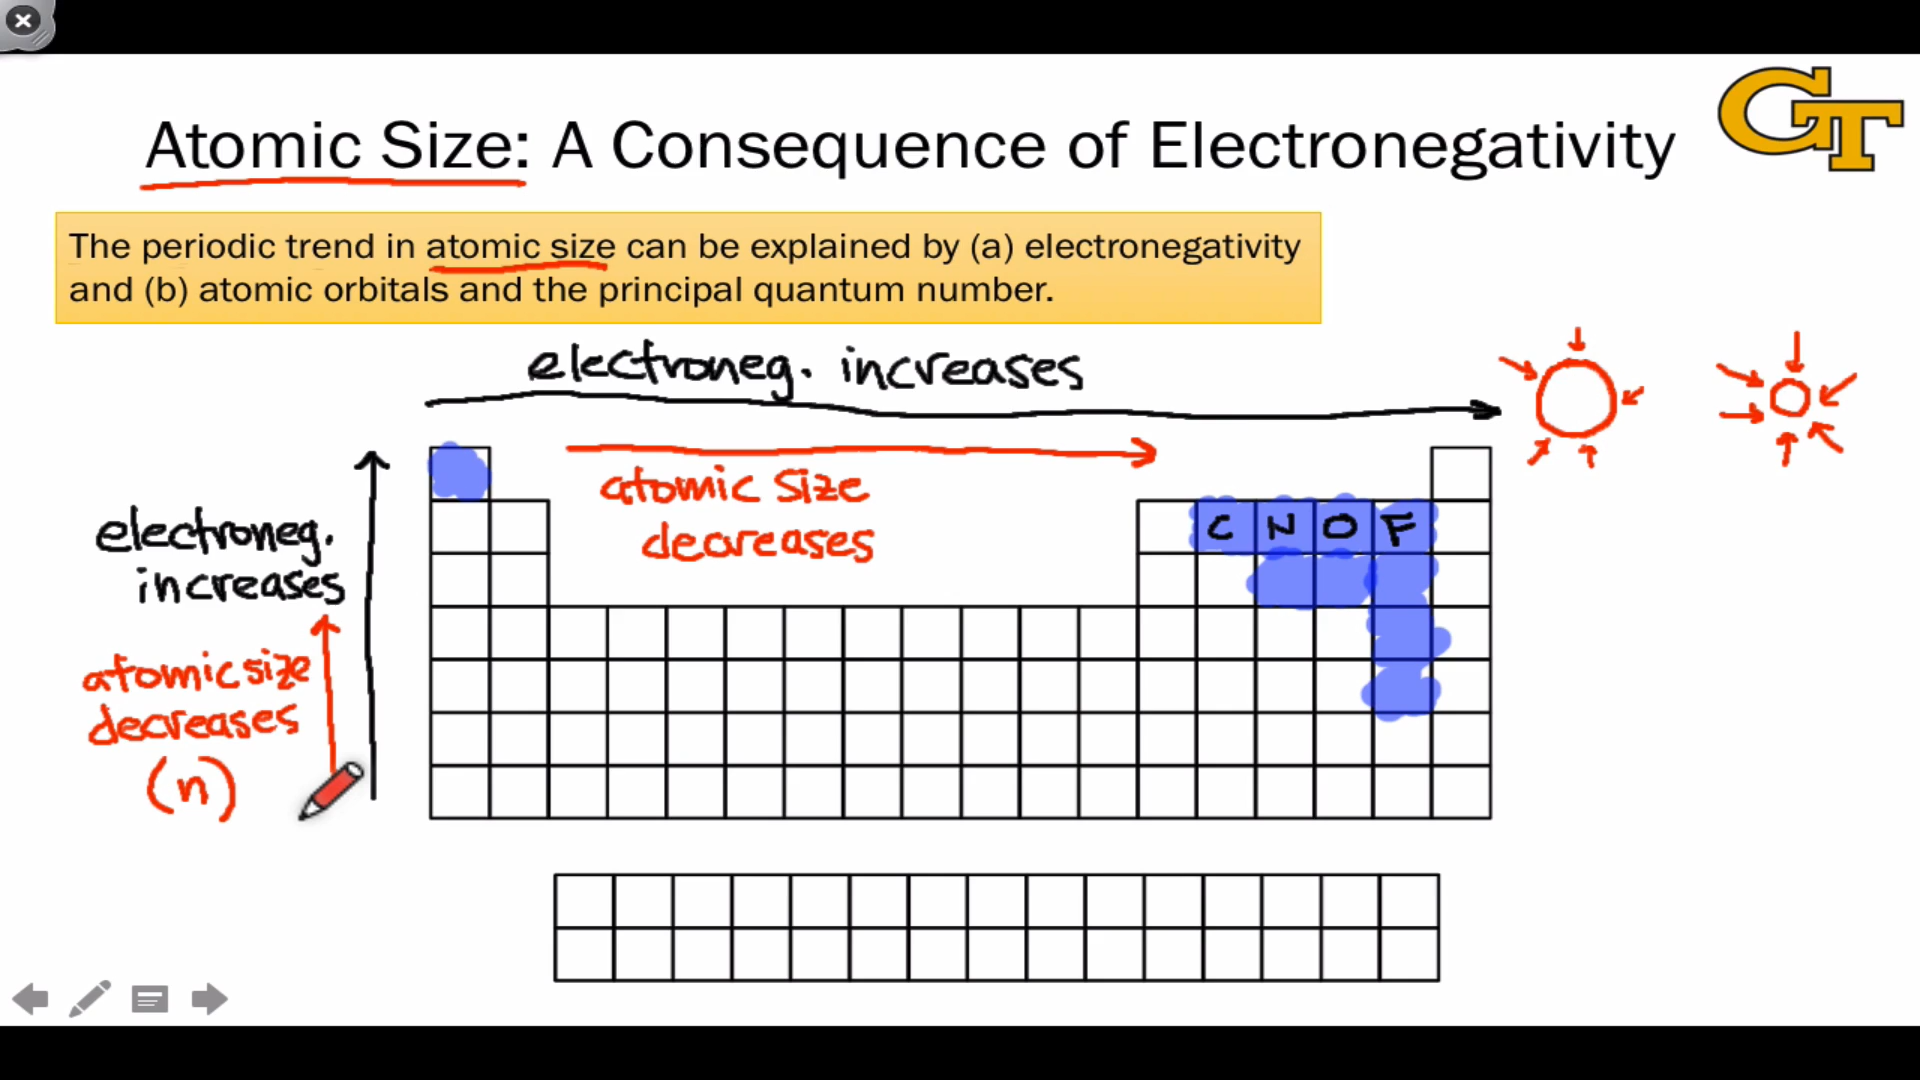 Atomic Size: A Consequence of Electronegativity
GT
The periodic trend in atomic size can be explained by (a) electronegativity
and (b) atomic orbitals and the principal quantum number.
electroneg. increases
electroneg.
increases
atomic size
decreases
(n)
atomic size
decreases
C N O F